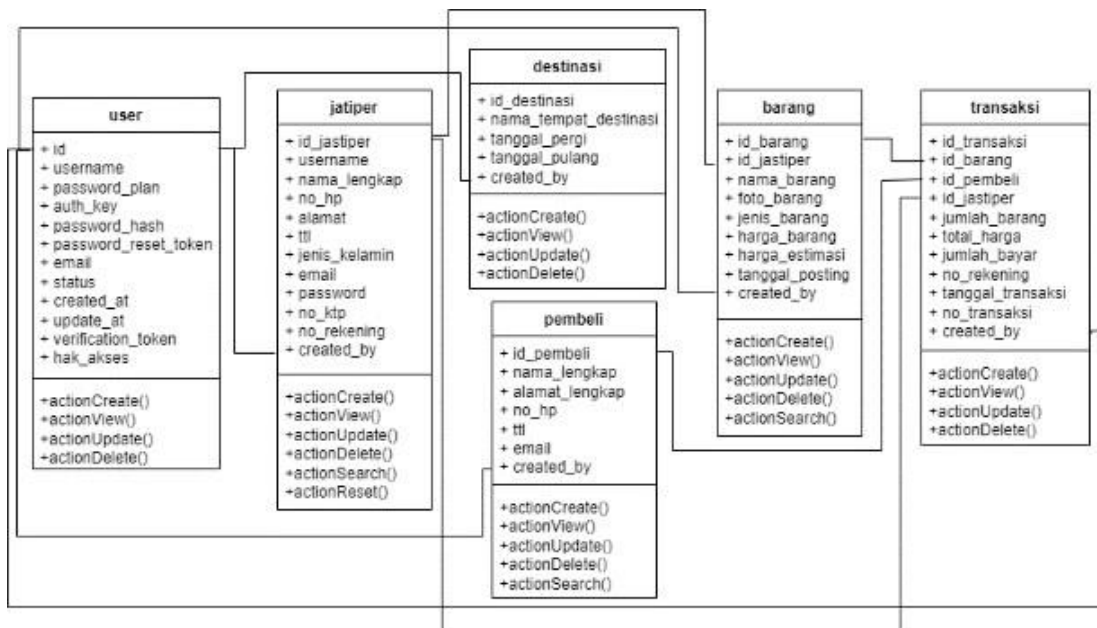 user
+ id
+ username
+ password_plan
+ auth_key
+ password_hash
+ password_reset_token
+ email
+ status
+ created_at
+ update_at
+ verification_token
+ hak_akses
+actionCreate()
+actionView()
+actionUpdate()
+actionDelete()
jatiper
+ id_jastiper
+ username
+ nama_lengkap
+ no_hp
+ alamat
+ ttl
+ jenis_kelamin
+ email
+ password
+ no_ktp
+ no_rekening
+ created_by
+actionCreate()
+actionView()
+actionUpdate()
+actionDelete()
+actionSearch()
+actionReset()
destinasi
+ id_destinasi
+ nama_tempat_destinasi
+ tanggal_pergi
+ tanggal_pulang
+ created_by
+actionCreate()
+actionView()
+actionUpdate()
+actionDelete()
pembeli
+ id_pembeli
+ nama_lengkap
+ alamat_lengkap
+ no_hp
+ ttl
+ email
+ created_by
+actionCreate()
+actionView()
+actionUpdate()
+actionDelete()
+actionSearch()
barang
+ id_barang
+ id_jastiper
+ nama_barang
+ foto_barang
+ jenis_barang
+ harga_barang
+ harga_estimasi
+ tanggal_posting
+ created_by
+actionCreate()
+actionView()
+actionUpdate()
+actionDelete()
+actionSearch()
transaksi
+ id_transaksi
+ id_barang
+ id_pembeli
+ id_jastiper
+ jumlah_barang
+ total_harga
+ jumlah_bayar
+ no_rekening
+ tanggal_transaksi
+ no_transaksi
+ created_by
+actionCreate()
+actionView()
+actionUpdate()
+actionDelete()